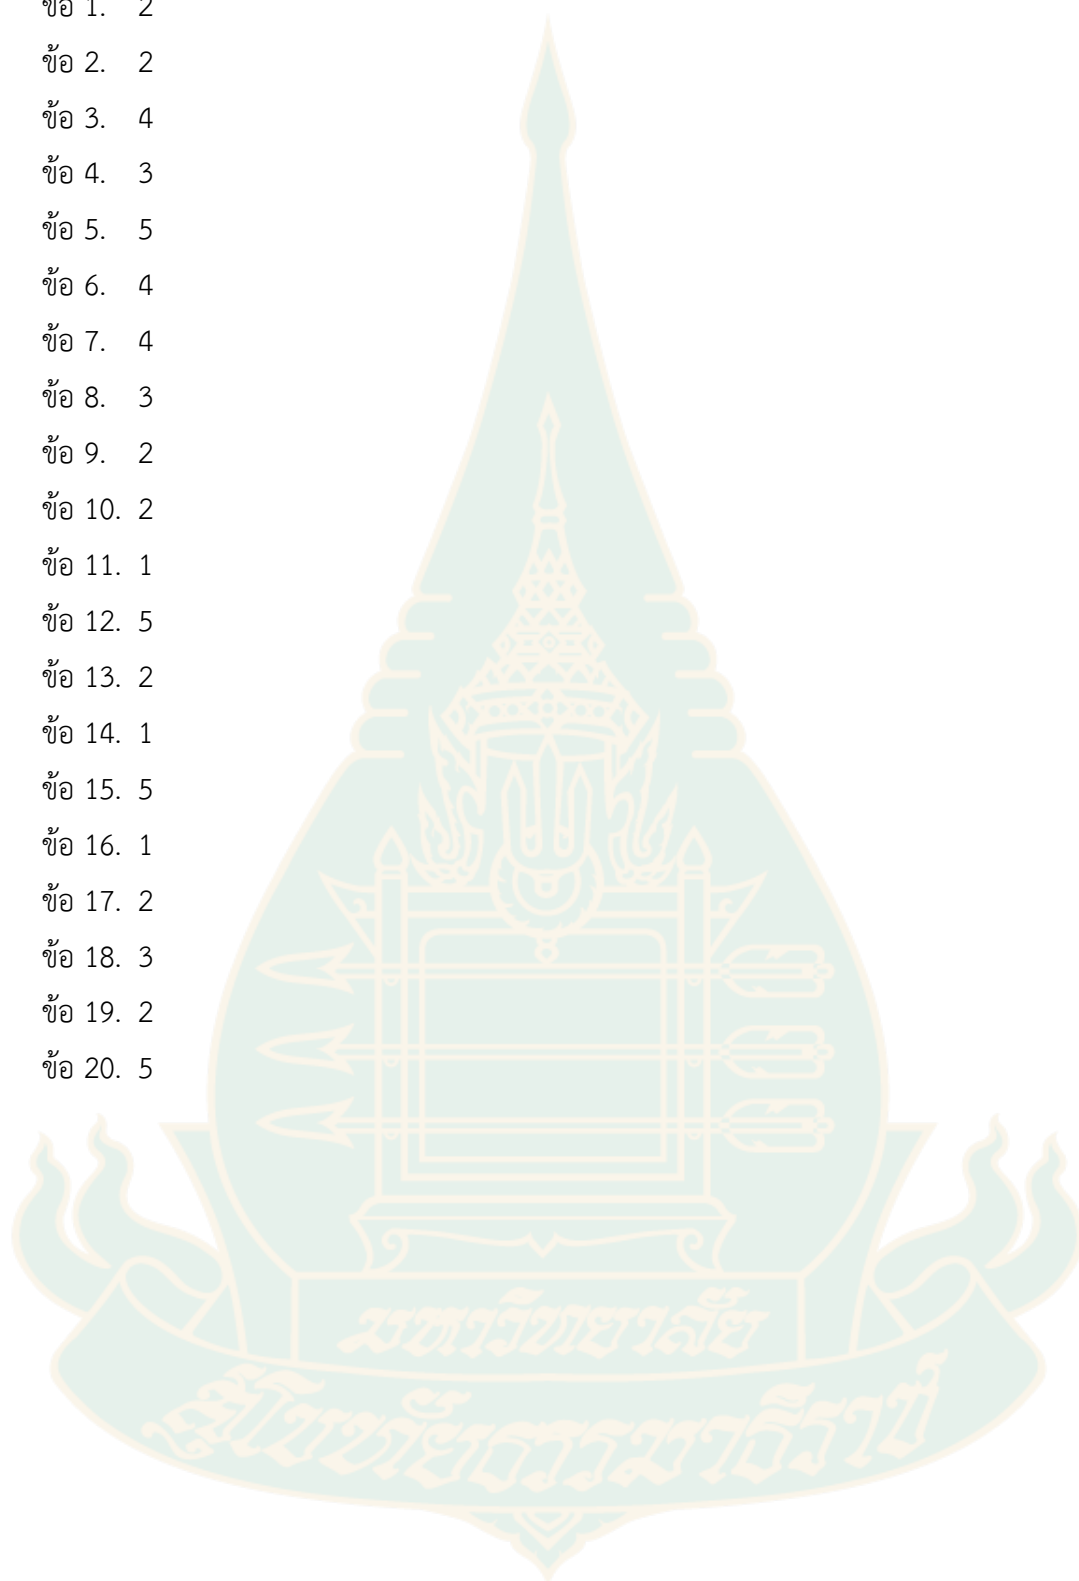 ข้อ 1. 2
ข้อ 2. 2
ข้อ 3. 4
ข้อ 4. 3
ข้อ 5. 5
ข้อ 6. 4
ข้อ 7. 4
ข้อ 8. 3
ข้อ 9. 2
ข้อ 10. 2
ข้อ 11. 1
ข้อ 12. 5
ข้อ 13. 2
ข้อ 14. 1
ข้อ 15. 5
ข้อ 16. 1
ข้อ 17. 2
ข้อ 18. 3
ข้อ 19. 2
ข้อ 20. 5
มหาวิทยาลัย
สุโขทัยธรรมาธิราช